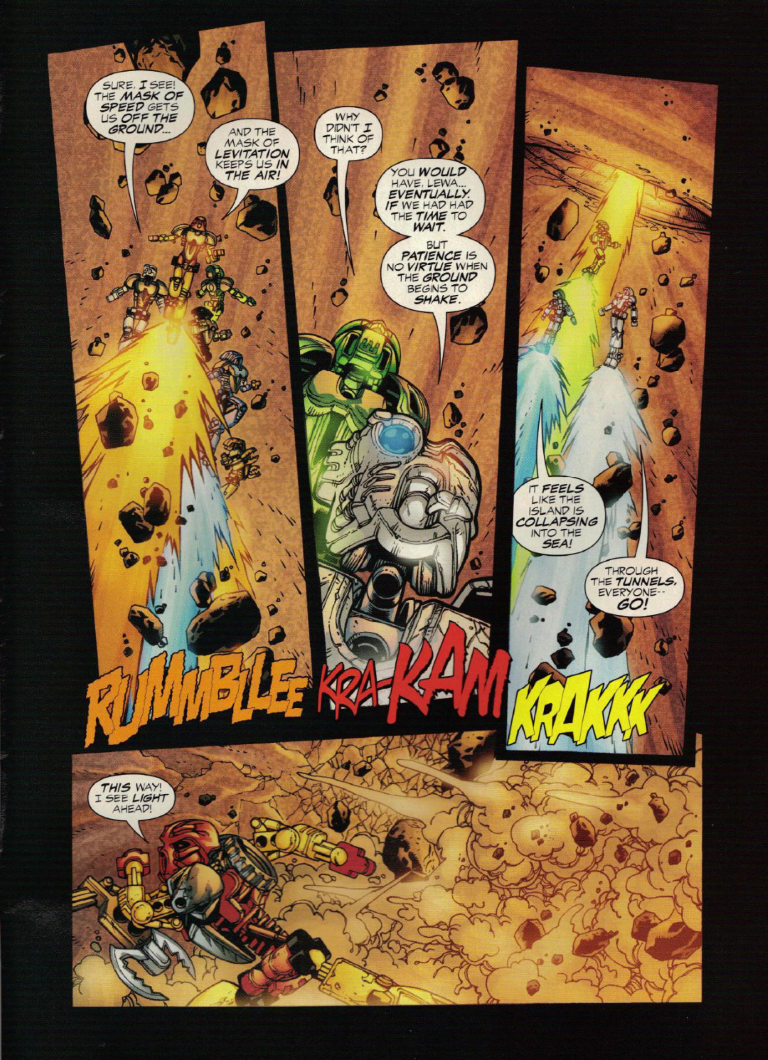 SURE, I SEE!
THE MASK OF
SPEED GETS
US OFF THE
GROUND...
AND THE
MASK OF
LEVITATION
KEEPS US IN
THE AIR!
WHY
DIDN'T I
THINK OF
THAT?
YOU WOULD
HAVE, LEWA...
EVENTUALLY.
IF WE HAD HAD
THE TIME TO
WAIT.
BUT
PATIENCE IS
NO VIRTUE WHEN
THE GROUND
BEGINS TO
SHAKE.
IT FEELS
LIKE THE
ISLAND IS
COLLAPSING
INTO THE
SEA!
THROUGH
THE TUNNELS,
EVERYONE--
GO!
RUMMBLLEE
KRA-KAM
KRAKKK
THIS WAY!
I SEE LIGHT
AHEAD!